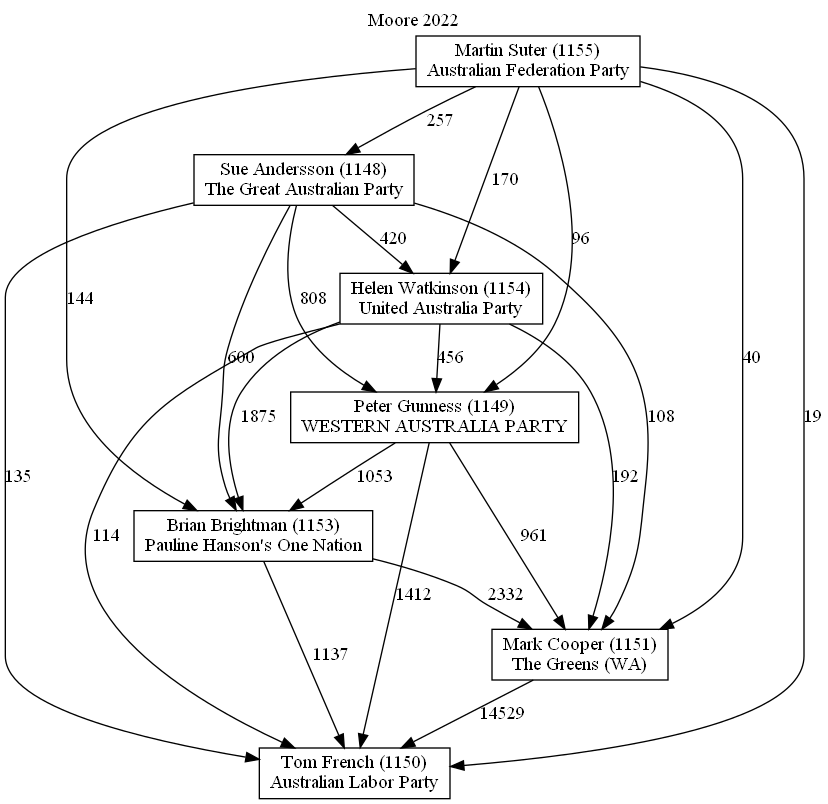 Moore 2022
Martin Suter (1155)
Australian Federation Party
257
Sue Andersson (1148)
The Great Australian Party
170
420
96
Helen Watkinson (1154)
United Australia Party
144
808
600
456
40
Peter Gunness (1149)
WESTERN AUSTRALIA PARTY
1875
108
19
135
1053
192
Brian Brightman (1153)
Pauline Hanson's One Nation
114
961
1412
2332
Mark Cooper (1151)
The Greens (WA)
1137
14529
Tom French (1150)
Australian Labor Party